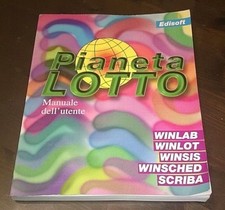 Edisoft
Pianeta
LOTTO
Manuale
dell'utente
WINLAB
WINLOT
WINSIS
WINSCHED
SCRIBA